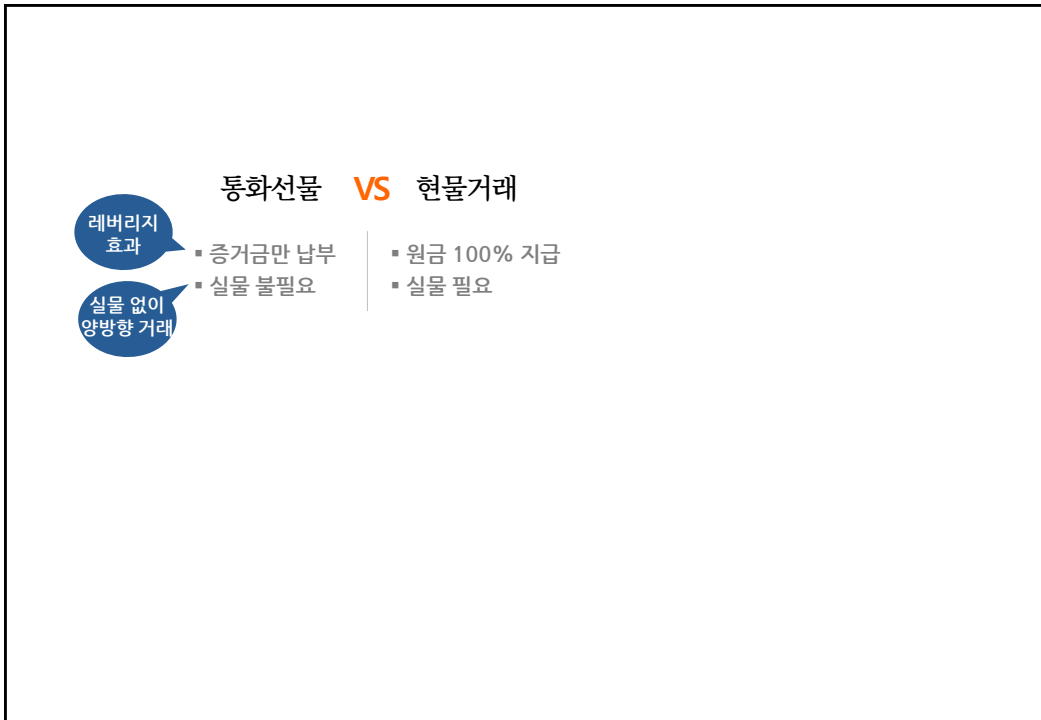 통화선물 VS 현물거래
레버리지
효과
▪ 증거금만 납부
▪ 원금 100% 지급
▪ 실물 불필요
▪ 실물 필요
실물 없이
양방향 거래